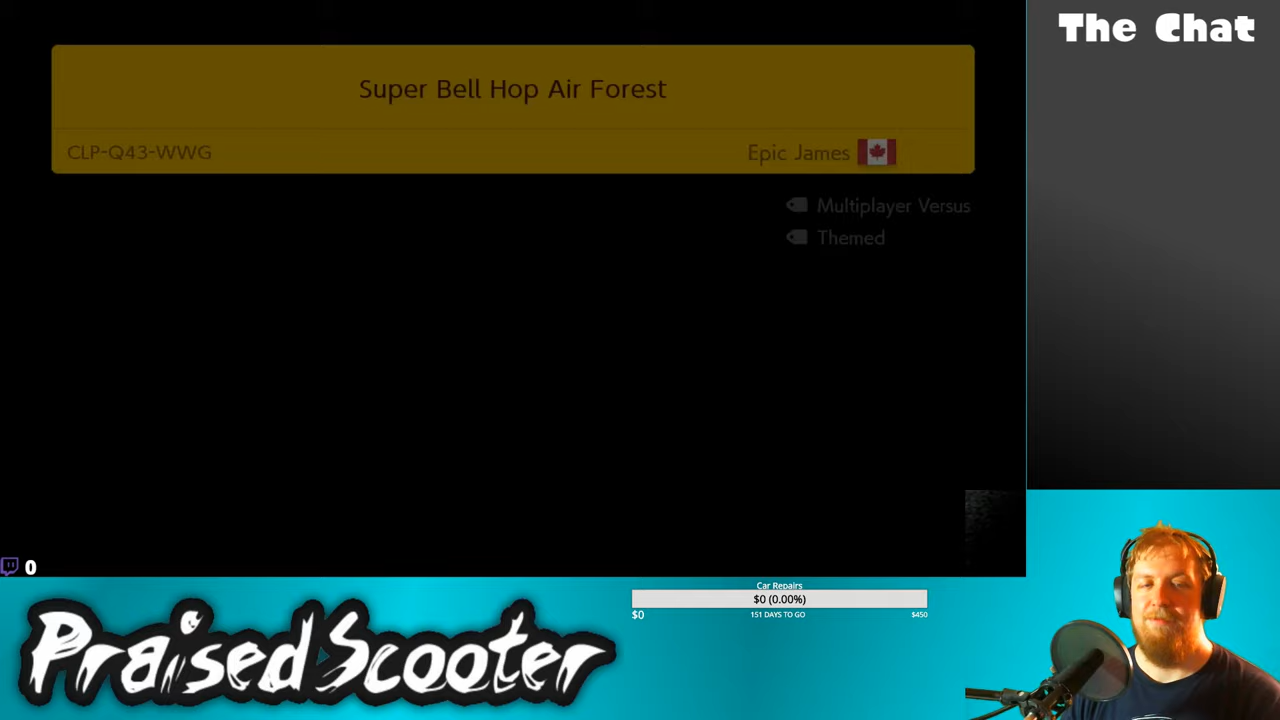 The Chat
Super Bell Hop Air Forest
CLP-Q43-WWG
Epic James
Multiplayer Versus
Themed
0
Car Repairs
$0 (0.00%)
$0
151 DAYS TO GO
$450
PraisedScooter